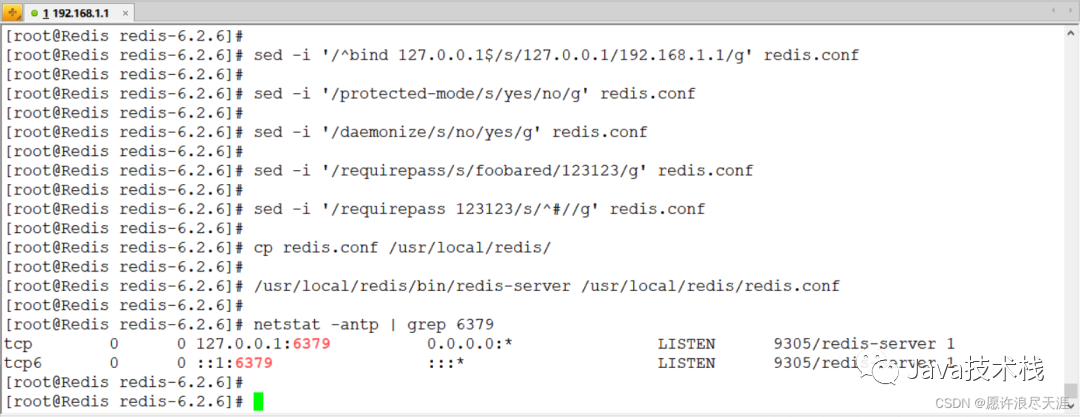 1 192.168.1.1 ×
[root@Redis redis-6.2.6]#
[root@Redis redis-6.2.6]# sed -i '/^bind 127.0.0.1$/s/127.0.0.1/192.168.1.1/g' redis.conf
[root@Redis redis-6.2.6]#
[root@Redis redis-6.2.6]# sed -i '/protected-mode/s/yes/no/g' redis.conf
[root@Redis redis-6.2.6]#
[root@Redis redis-6.2.6]# sed -i '/daemonize/s/no/yes/g' redis.conf
[root@Redis redis-6.2.6]#
[root@Redis redis-6.2.6]# sed -i '/requirepass/s/foobared/123123/g' redis.conf
[root@Redis redis-6.2.6]#
[root@Redis redis-6.2.6]# sed -i '/requirepass 123123/s/^#//g' redis.conf
[root@Redis redis-6.2.6]#
[root@Redis redis-6.2.6]# cp redis.conf /usr/local/redis/
[root@Redis redis-6.2.6]#
[root@Redis redis-6.2.6]# /usr/local/redis/bin/redis-server /usr/local/redis/redis.conf
[root@Redis redis-6.2.6]#
[root@Redis redis-6.2.6]# netstat -antp | grep 6379
tcp 0 0 127.0.0.1:6379 0.0.0.0:* LISTEN 9305/redis-server 1
tcp6 0 0 ::1:6379 :::* LISTEN 9305/redis-server 1
[root@Redis redis-6.2.6]#
[root@Redis redis-6.2.6]#
Java技术栈
CSDN @愿许浪尽天涯